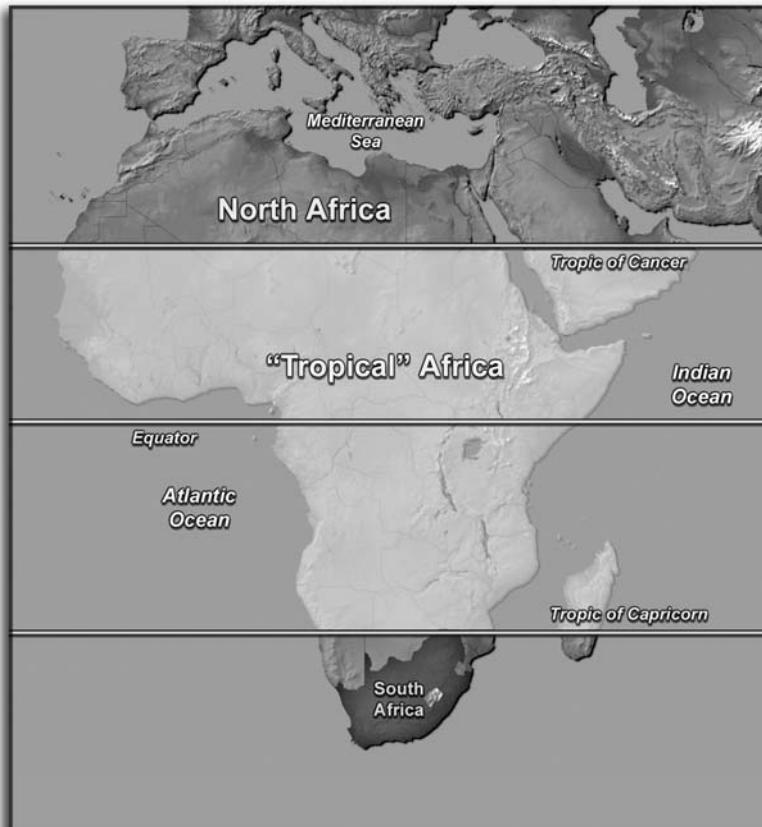 Mediterranean
Sea
North Africa
Tropic of Cancer
“Tropical” Africa
Indian
Ocean
Equator
Atlantic
Ocean
Tropic of Capricorn
South
Africa